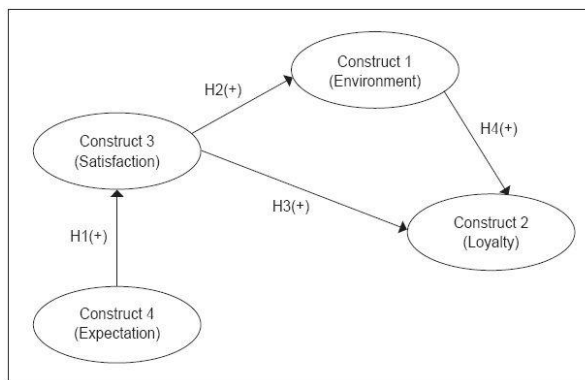 Construct 1
(Environment)
H2(+)
Construct 3
(Satisfaction)
H4(+)
H3(+)
Construct 2
(Loyalty)
H1(+)
Construct 4
(Expectation)